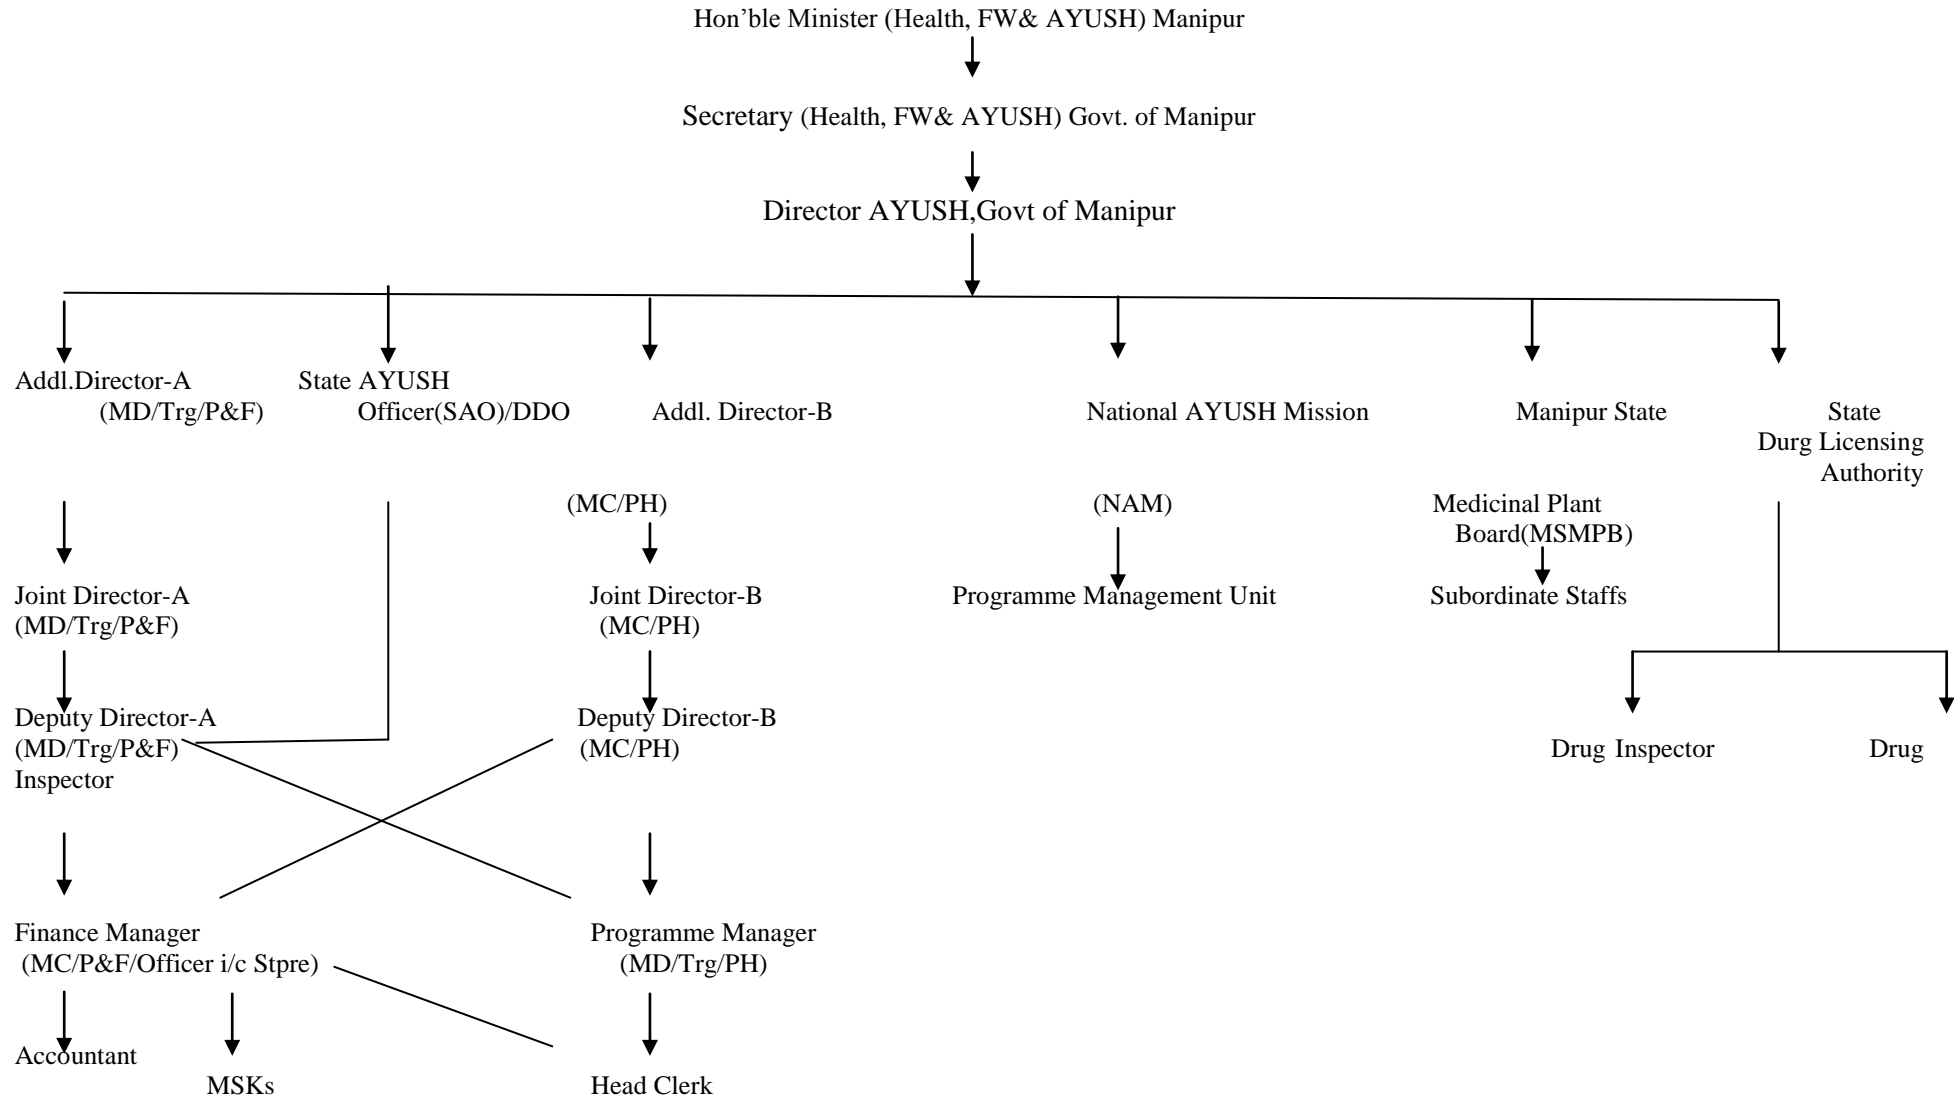 Hon’ble Minister (Health, FW& AYUSH) Manipur
Secretary (Health, FW& AYUSH) Govt. of Manipur
Director AYUSH,Govt of Manipur
Addl.Director-A State AYUSH
(MD/Trg/P&F) Officer(SAO)/DDO Addl. Director-B National AYUSH Mission Manipur State State
Durg Licensing
Authority
(MC/PH) (NAM) Medicinal Plant
Board(MSMPB)
Joint Director-A Joint Director-B Programme Management Unit Subordinate Staffs
(MD/Trg/P&F) (MC/PH)
Deputy Director-A Deputy Director-B
(MD/Trg/P&F) (MC/PH) Drug Inspector Drug
Inspector
Finance Manager Programme Manager
(MC/P&F/Officer i/c Stpre) (MD/Trg/PH)
Accountant
MSKs Head Clerk